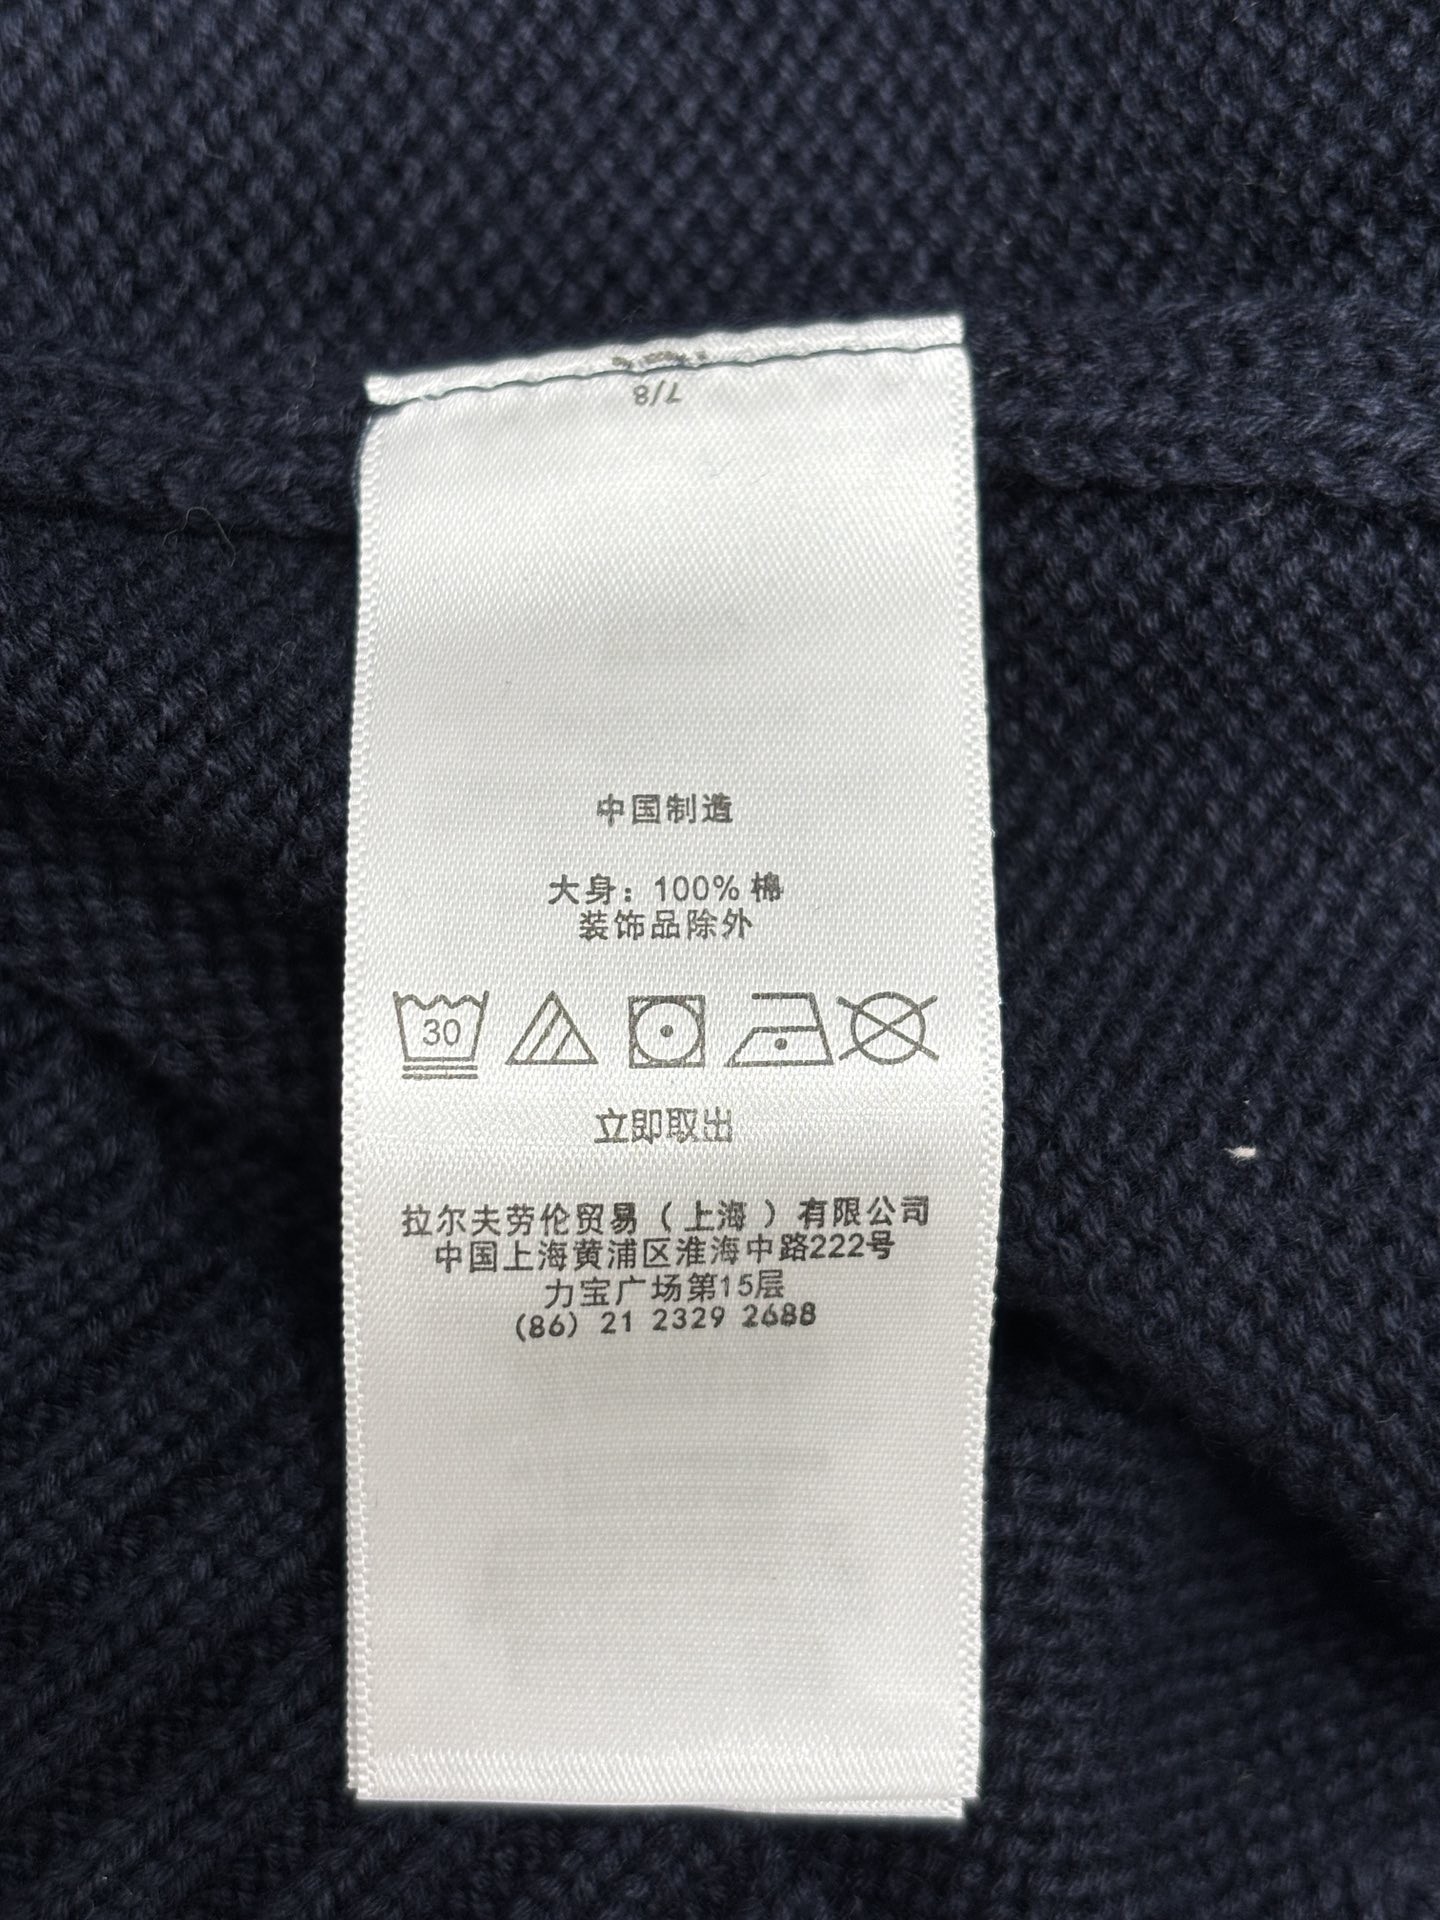 7/8
中国制造
大身：100% 棉
装饰品除外
30
立即取出
拉尔夫劳伦贸易（上海）有限公司
中国上海黄浦区淮海中路222号
力宝广场第15层
(86) 21 2329 2688